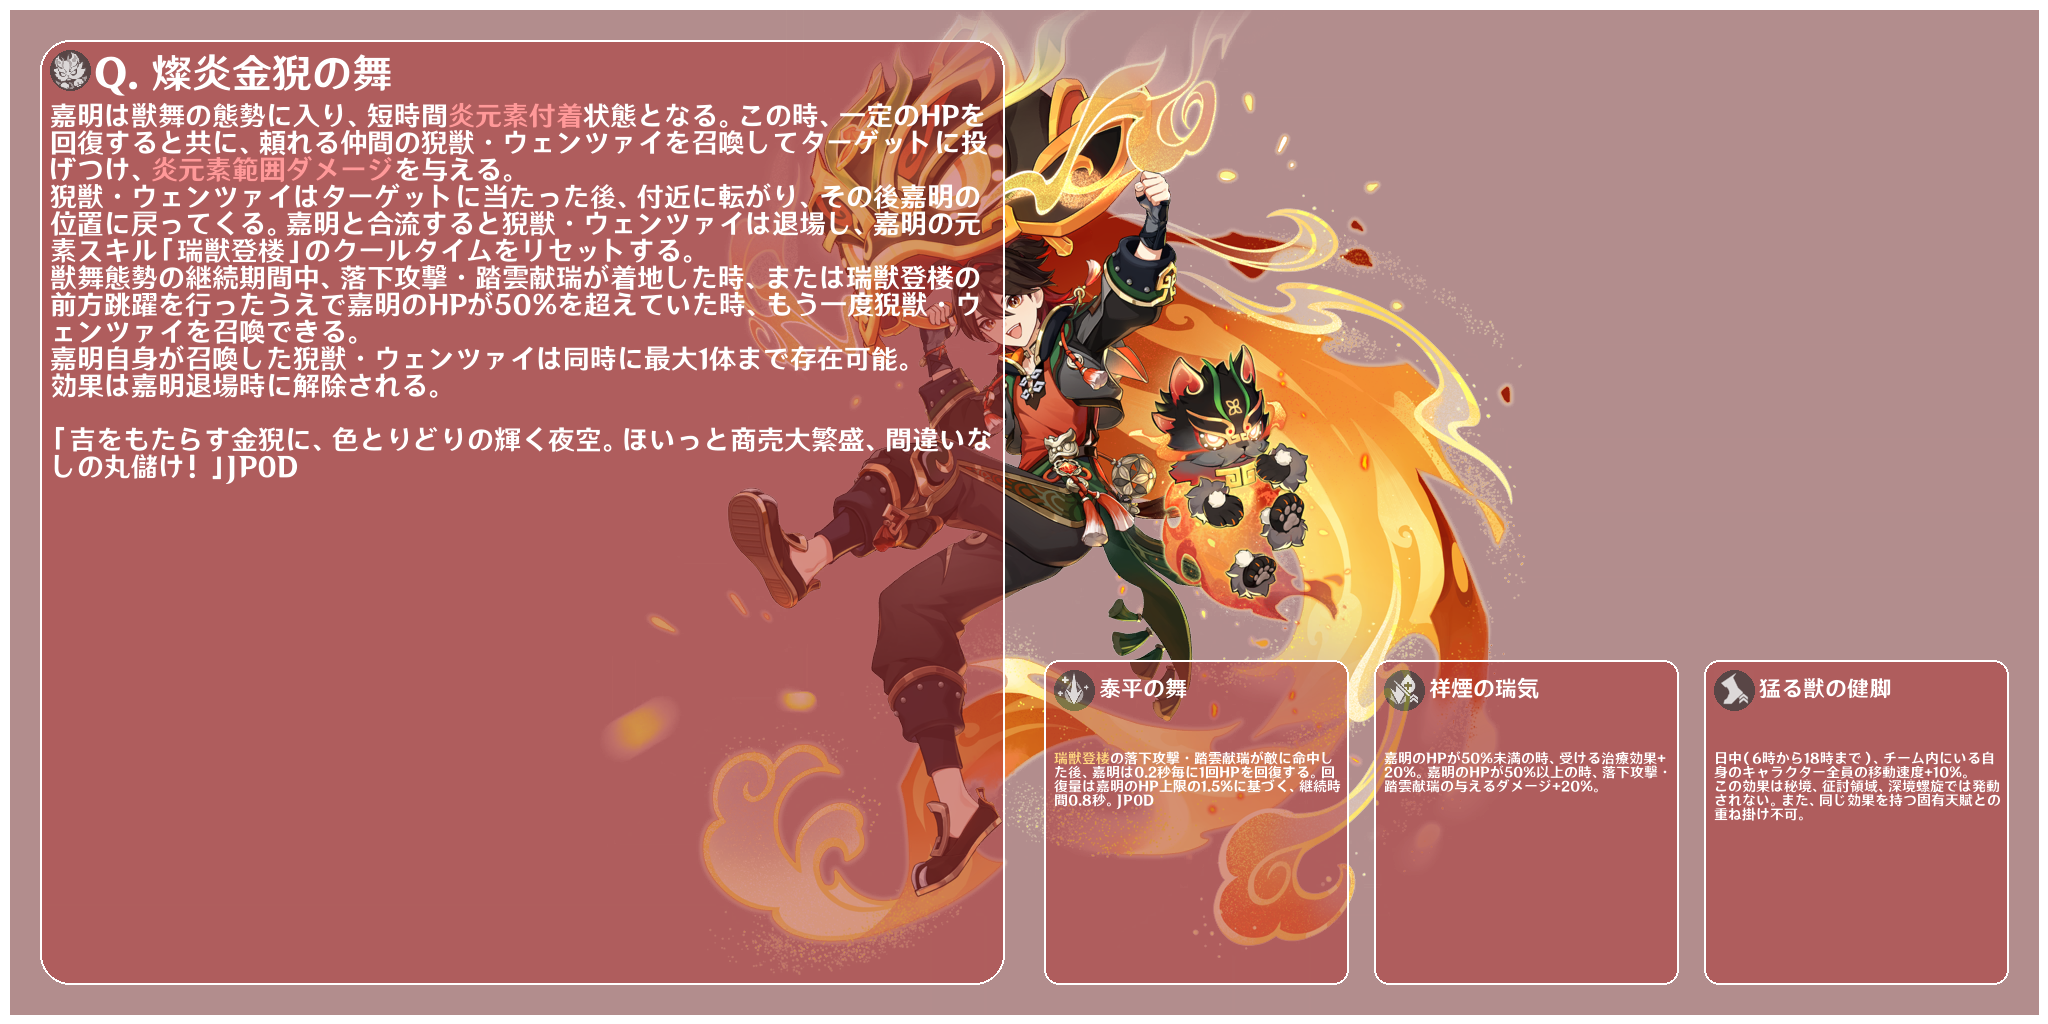 Q. 燦炎金猊の舞
嘉明は獣舞の態勢に入り、短時間炎元素付着状態となる。この時、一定のHPを
回復すると共に、頼れる仲間の猊獣・ウェンツァイを召喚してターゲットに投
げつけ、炎元素範囲ダメージを与える。
猊獣・ウェンツァイはターゲットに当たった後、付近に転がり、その後嘉明の
位置に戻ってくる。嘉明と合流すると猊獣・ウェンツァイは退場し、嘉明の元
素スキル「瑞獣登楼」のクールタイムをリセットする。
獣舞態勢の継続期間中、落下攻撃・踏雲献瑞が着地した時、または瑞獣登楼の
前方跳躍を行ったうえで嘉明のHPが50%を超えていた時、もう一度猊獣・ウ
ェンツァイを召喚できる。
嘉明自身が召喚した猊獣・ウェンツァイは同時に最大1体まで存在可能。
効果は嘉明退場時に解除される。
「吉をもたらす金猊に、色とりどりの輝く夜空。ほいっと商売大繁盛、間違いな
しの丸儲け！」JP0D
泰平の舞
瑞獣登楼の落下攻撃・踏雲献瑞が敵に命中し
た後、嘉明は0.2秒毎に1回HPを回復する。回
復量は嘉明のHP上限の1.5%に基づく、継続時
間0.8秒。JP0D
祥煙の瑞気
嘉明のHPが50%未満の時、受ける治療効果+
20%。嘉明のHPが50%以上の時、落下攻撃・
踏雲献瑞の与えるダメージ+20%。
猛る獣の健脚
日中（6時から18時まで）、チーム内にいる自
身のキャラクター全員の移動速度+10%。
この効果は秘境、征討領域、深境螺旋では発動
されない。また、同じ効果を持つ固有天賦との
重ね掛け不可。